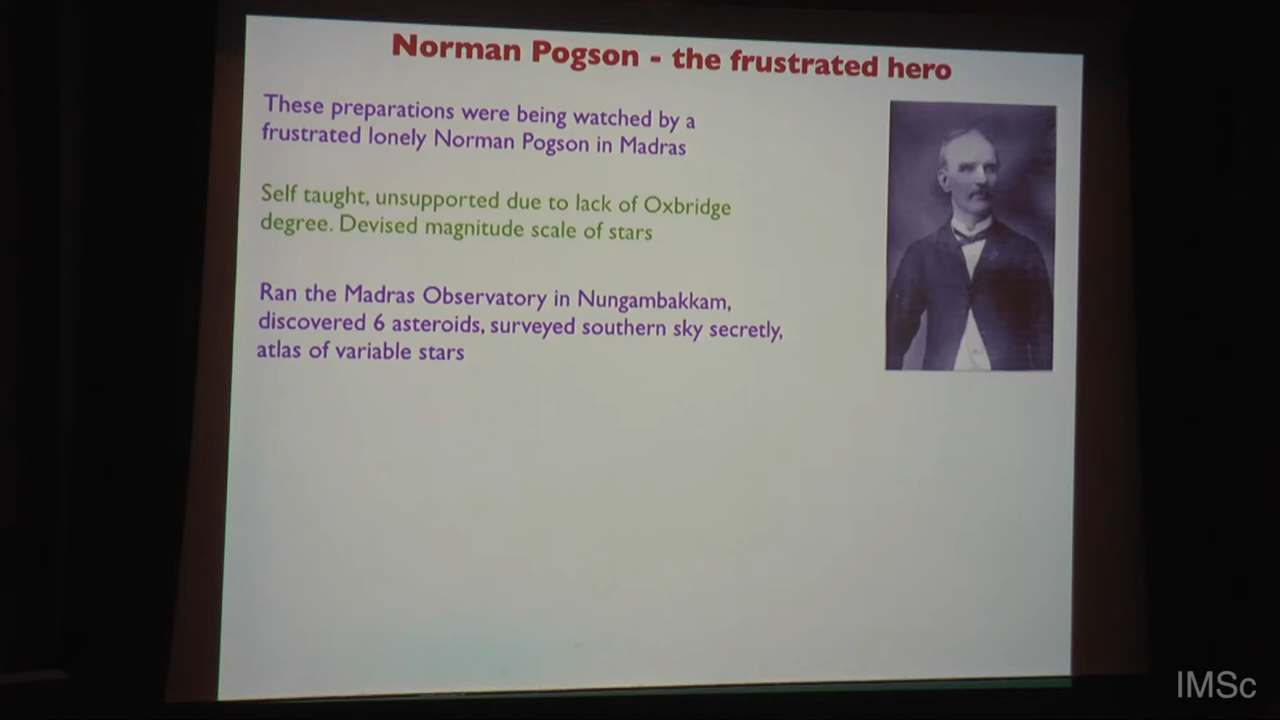 Norman Pogson - the frustrated hero
These preparations were being watched by a
frustrated lonely Norman Pogson in Madras
Self taught, unsupported due to lack of Oxbridge
degree. Devised magnitude scale of stars
Ran the Madras Observatory in Nungambakkam,
discovered 6 asteroids, surveyed southern sky secretly,
atlas of variable stars
IMSc